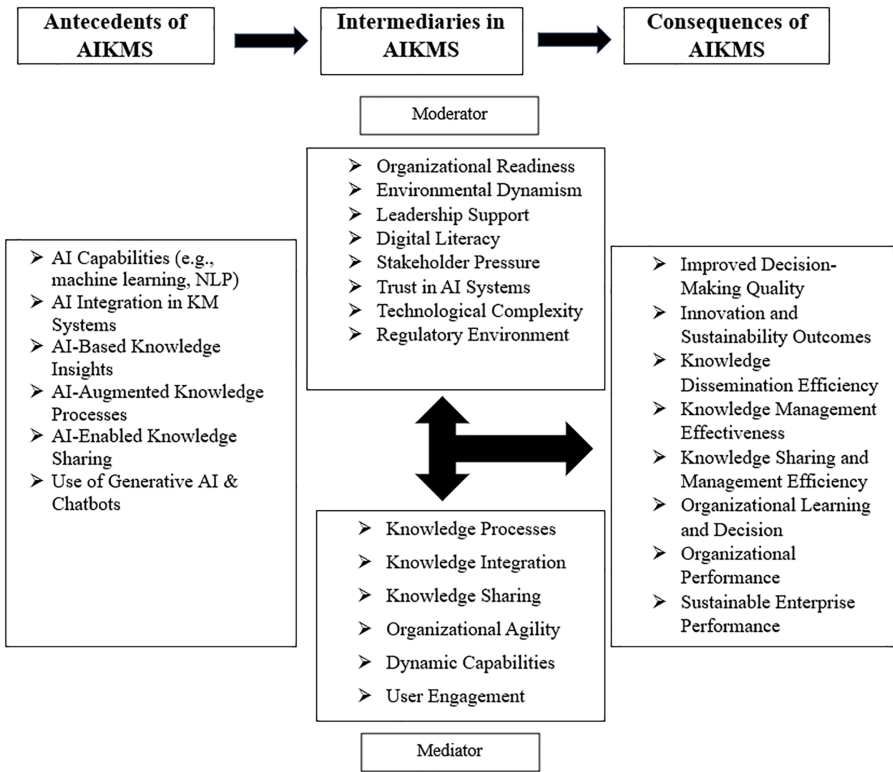 Antecedents of
AIKMS
Intermediaries in
AIKMS
Consequences of
AIKMS
Moderator
➢ Organizational Readiness
➢ Environmental Dynamism
➢ Leadership Support
➢ Digital Literacy
➢ Stakeholder Pressure
➢ Trust in AI Systems
➢ Technological Complexity
➢ Regulatory Environment
➢ AI Capabilities (e.g.,
machine learning, NLP)
➢ AI Integration in KM
Systems
➢ AI-Based Knowledge
Insights
➢ AI-Augmented Knowledge
Processes
➢ AI-Enabled Knowledge
Sharing
➢ Use of Generative AI &
Chatbots
➢ Knowledge Processes
➢ Knowledge Integration
➢ Knowledge Sharing
➢ Organizational Agility
➢ Dynamic Capabilities
➢ User Engagement
Mediator
➢ Improved Decision-
Making Quality
➢ Innovation and
Sustainability Outcomes
➢ Knowledge
Dissemination Efficiency
➢ Knowledge Management
Effectiveness
➢ Knowledge Sharing and
Management Efficiency
➢ Organizational Learning
and Decision
➢ Organizational
Performance
➢ Sustainable Enterprise
Performance